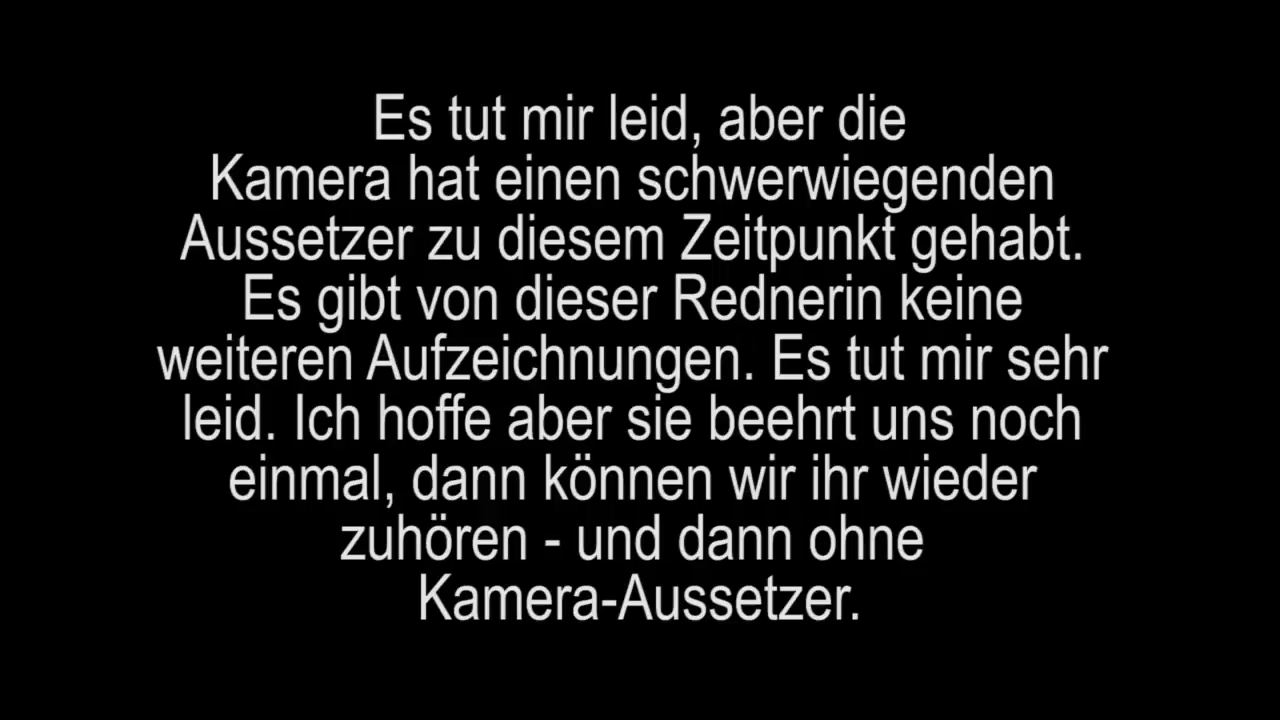 Es tut mir leid, aber die
Kamera hat einen schwerwiegenden
Aussetzer zu diesem Zeitpunkt gehabt.
Es gibt von dieser Rednerin keine
weiteren Aufzeichnungen. Es tut mir sehr
leid. Ich hoffe aber sie beehrt uns noch
einmal, dann können wir ihr wieder
zuhören - und dann ohne
Kamera-Aussetzer.